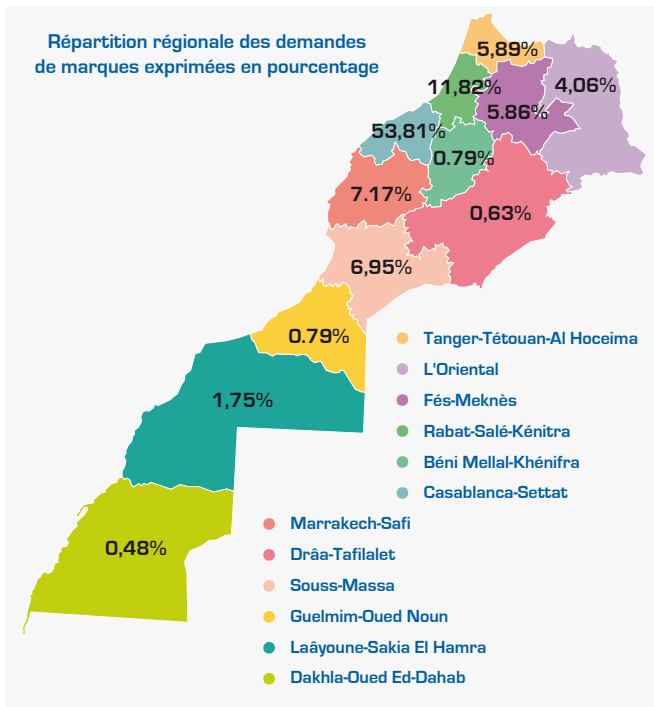 Répartition régionale des demandes
de marques exprimées en pourcentage
5,89%
4,06%
11,82%
5.86%
53,81%
0.79%
7.17%
0,63%
6,95%
0.79%
1,75%
0,48%
Tanger-Tétouan-Al Hoceima
L'Oriental
Fés-Meknès
Rabat-Salé-Kénitra
Béni Mellal-Khénifra
Casablanca-Settat
Marrakech-Safi
Drâa-Tafilalet
Souss-Massa
Guelmim-Oued Noun
Laâyoune-Sakia El Hamra
Dakhla-Oued Ed-Dahab